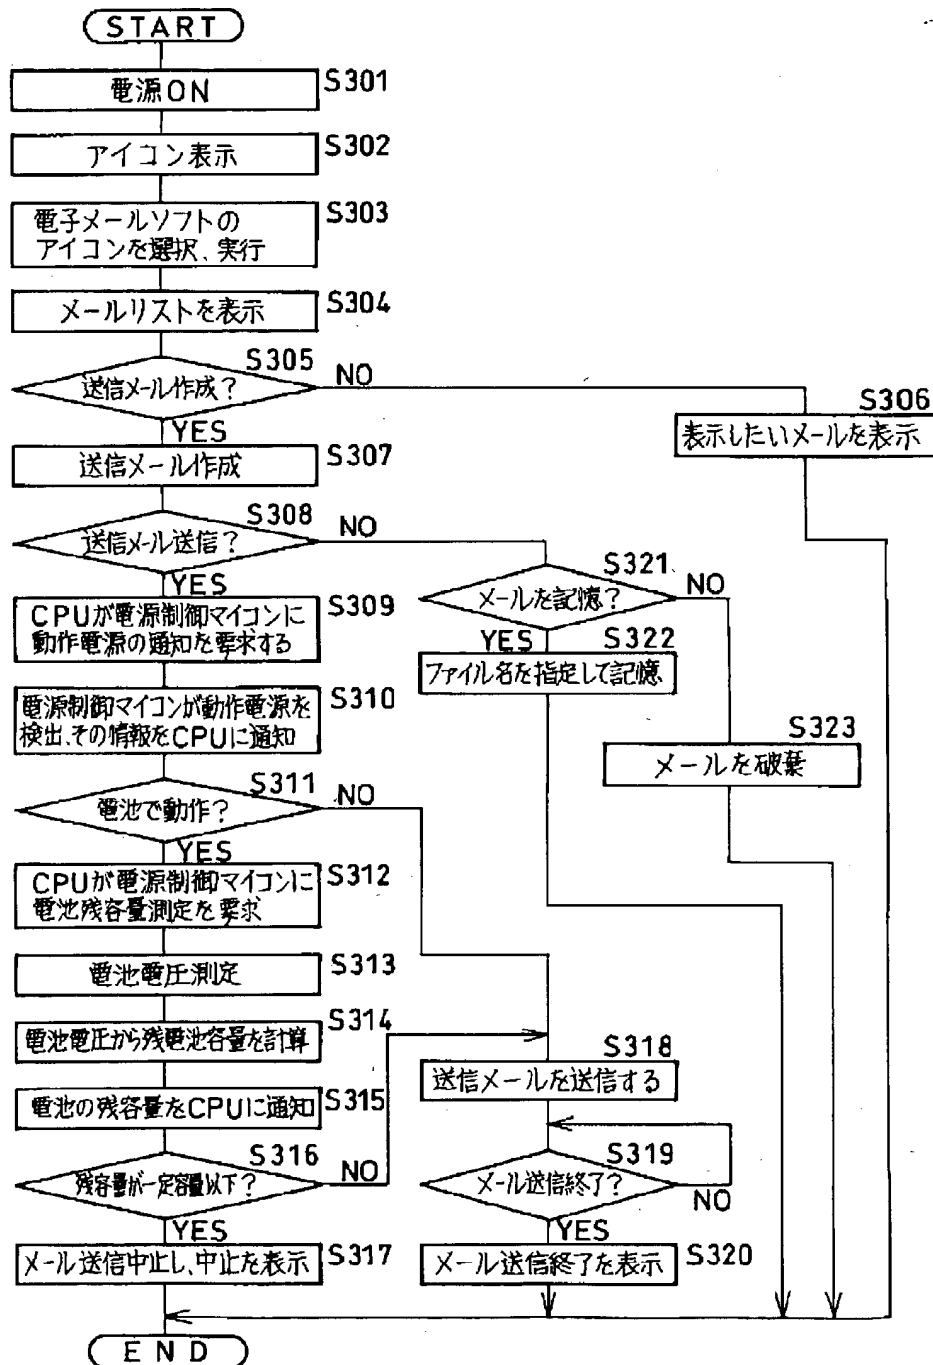 START
電源ON
S301
アイコン表示
S302
電子メールソフトの
アイコンを選択、実行
S303
メールリストを表示
S304
送信メール作成?
S305
NO
YES
S306
表示したいメールを表示
送信メール作成
S307
送信メール送信?
S308
NO
YES
S321
メールを記憶?
NO
YES
CPUが電源制御マイコンに
動作電源の通知を要求する
S309
S322
ファイル名を指定して記憶
電源制御マイコンが動作電源を
検出、その情報をCPUに通知
S310
S323
メールを破棄
電池で動作?
S311
NO
YES
CPUが電源制御マイコンに
電池残容量測定を要求
S312
電池電圧測定
S313
電池電圧から残電池容量を計算
S314
S318
送信メールを送信する
電池の残容量をCPUに通知
S315
残容量が一定容量以下?
S316
NO
YES
S319
メール送信終了?
NO
YES
メール送信中止し、中止を表示
S317
メール送信終了を表示
S320
END